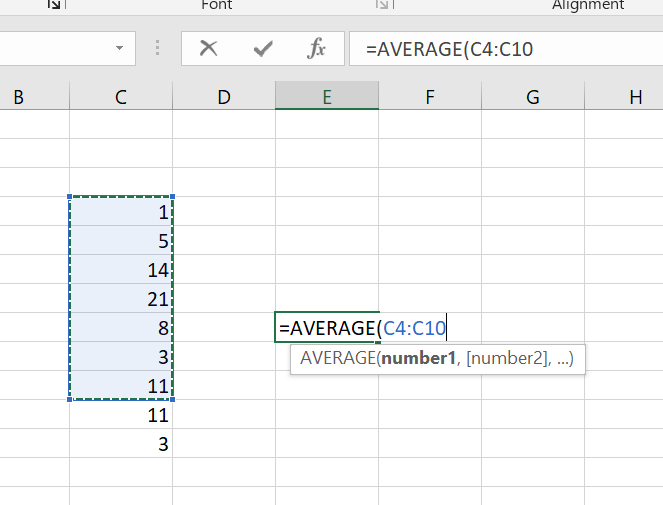 Font Alignment
fx =AVERAGE(C4:C10
B C D E F G H
1
5
14
21
8 =AVERAGE(C4:C10
3 AVERAGE(number1, [number2], ...)
11
11
3